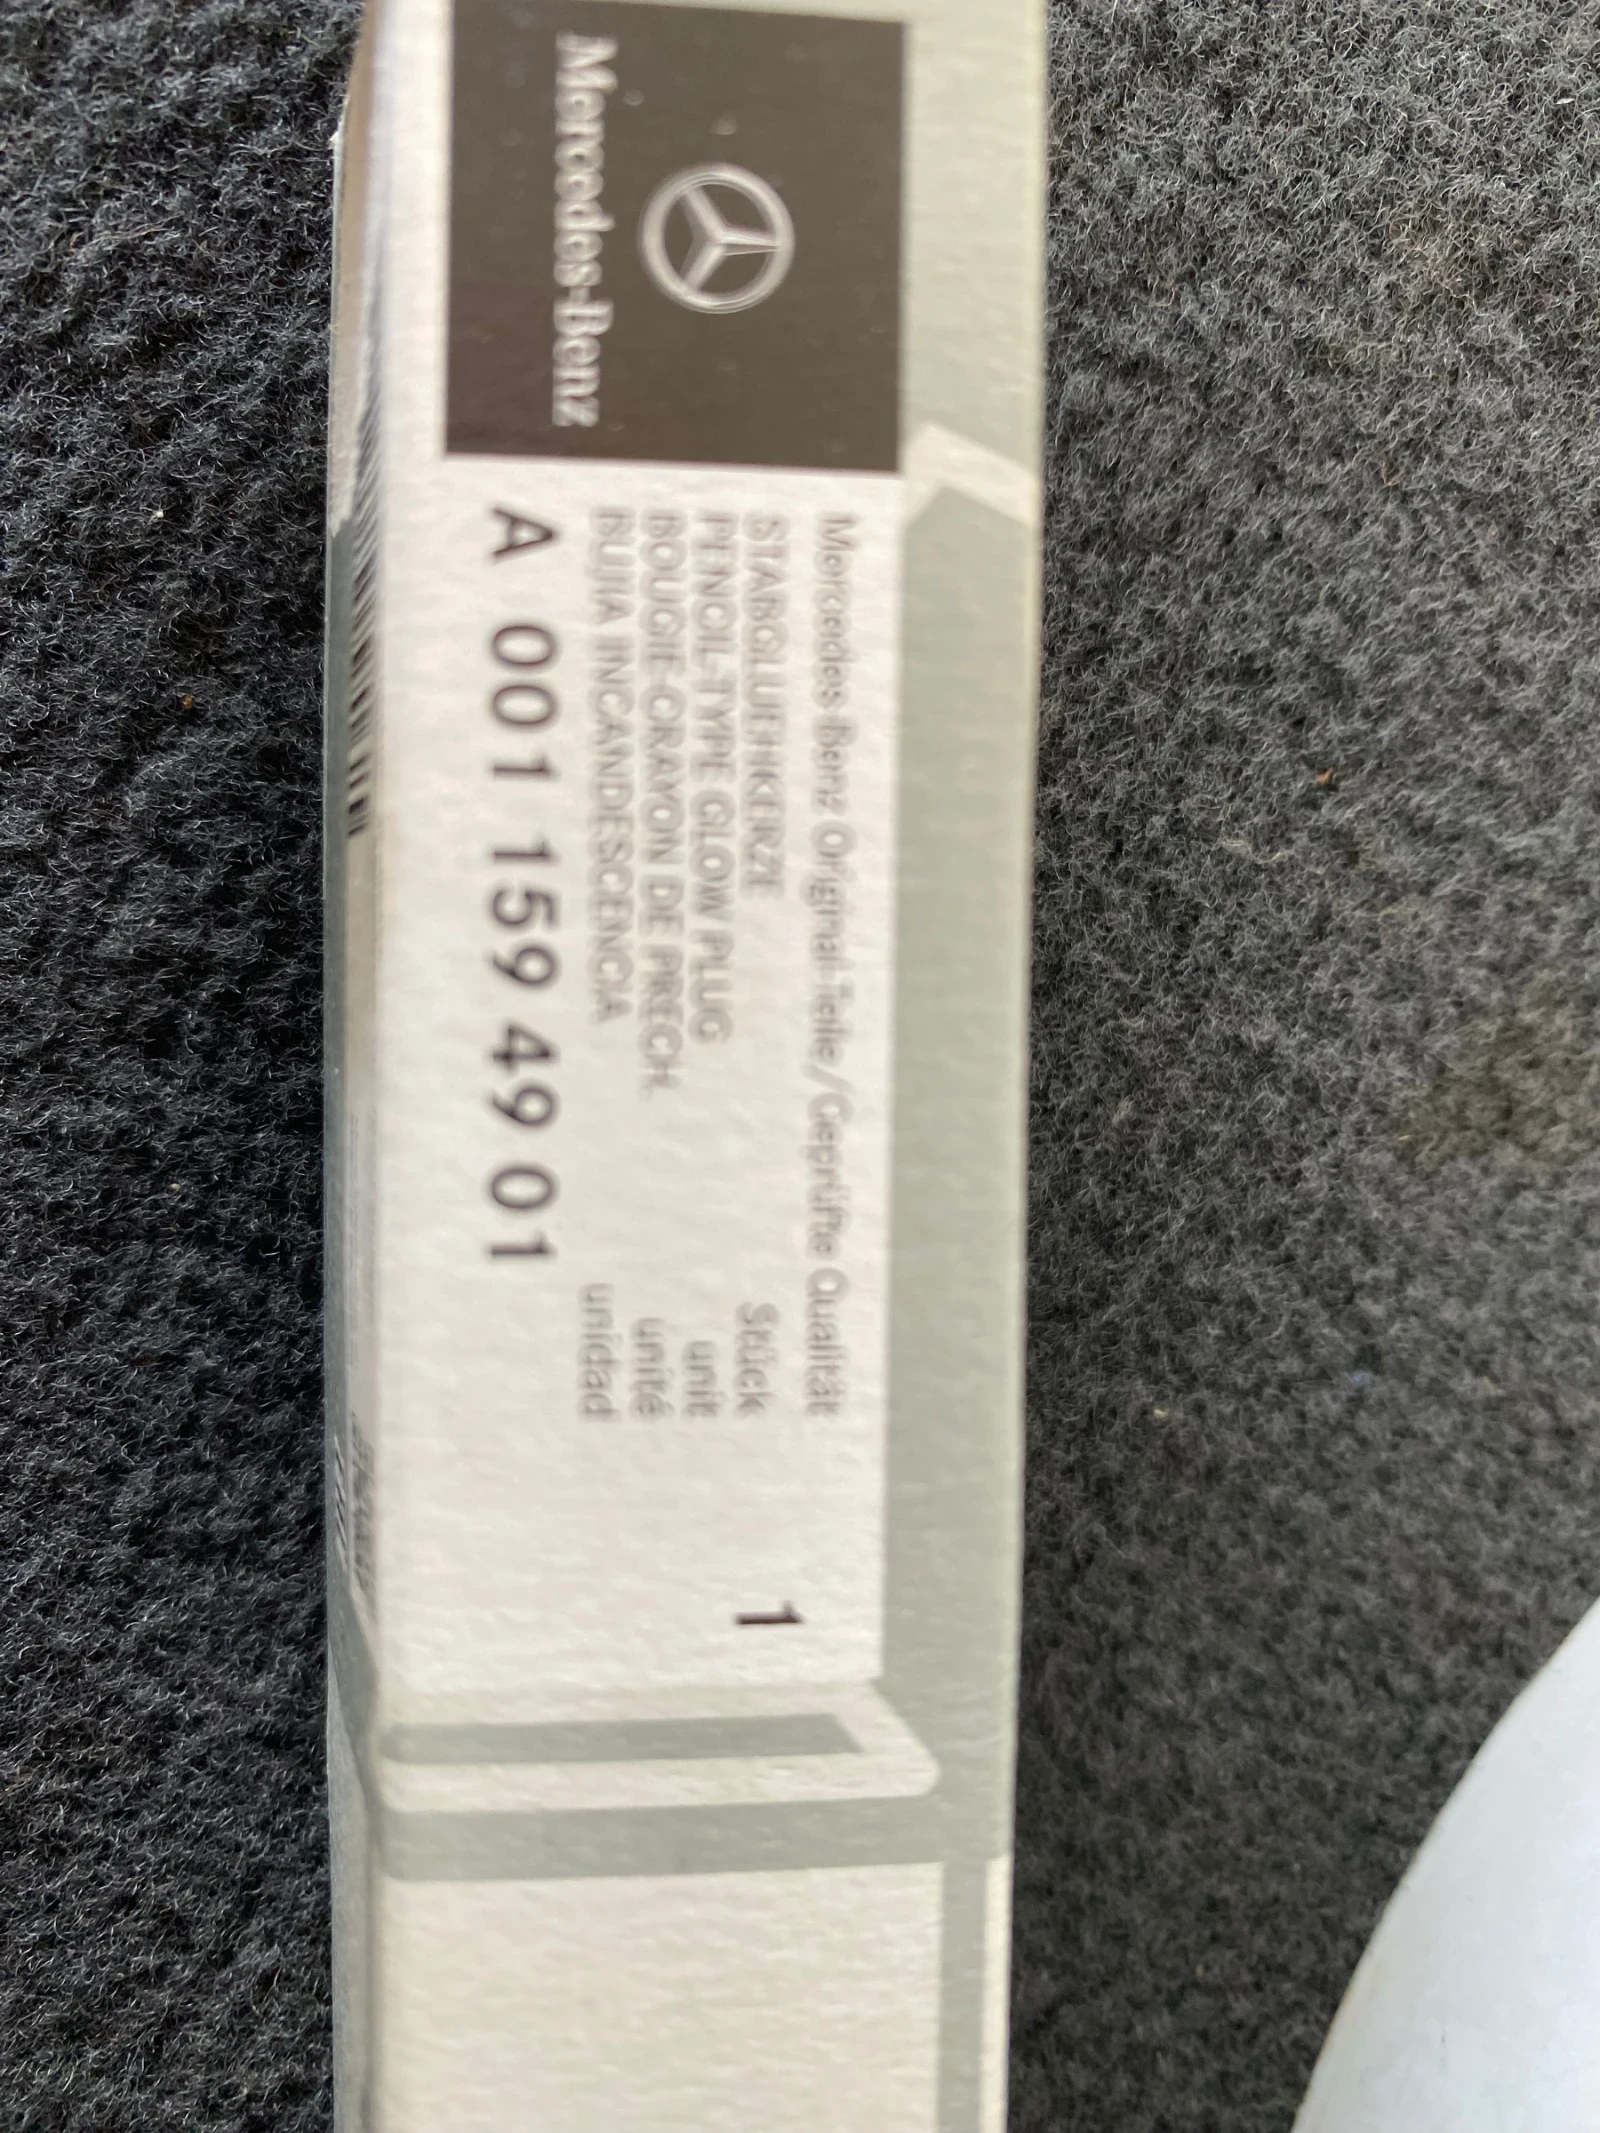 Mercedes-Benz
Mercedes-Benz Original-Teile/Geprüfte Qualität
STABGLUEHKERZE Stück 1
PENCIL-TYPE GLOW PLUG unit
BOUGIE-CRAYON DE PRECH. unité
BUJIA INCANDESCENCIA unidad
A 001 159 49 01